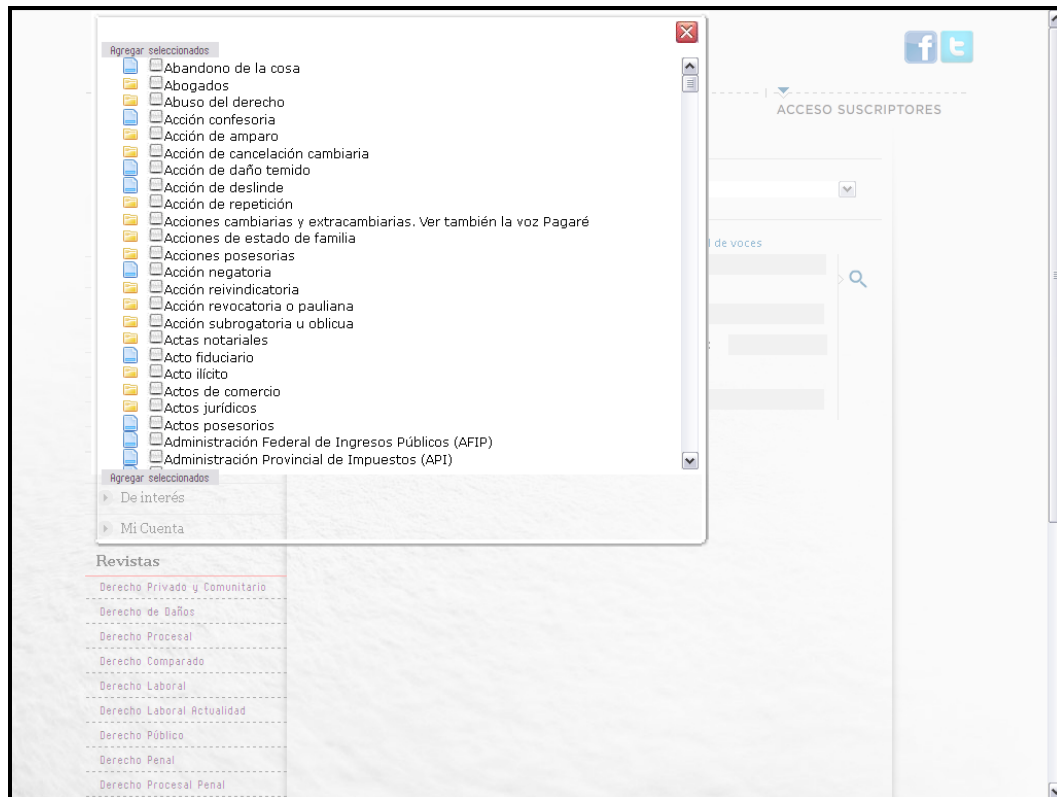 Agregar seleccionados
Abandono de la cosa
Abogados
Abuso del derecho
Acción confesoria
Acción de amparo
Acción de cancelación cambiaria
Acción de daño temido
Acción de deslinde
Acción de repetición
Acciones cambiarias y extracambiarias. Ver también la voz Pagaré
Acciones de estado de familia
Acciones posesorias
Acción negatoria
Acción reivindicatoria
Acción revocatoria o pauliana
Acción subrogatoria u oblicua
Actas notariales
Acto fiduciario
Acto ilícito
Actos de comercio
Actos jurídicos
Actos posesorios
Administración Federal de Ingresos Públicos (AFIP)
Administración Provincial de Impuestos (API)
Agregar seleccionados
ACCESO SUSCRIPTORES
de voces
De interés
Mi Cuenta
Revistas
Derecho Privado y Comunitario
Derecho de Daños
Derecho Procesal
Derecho Comparado
Derecho Laboral
Derecho Laboral Actualidad
Derecho Público
Derecho Penal
Derecho Procesal Penal